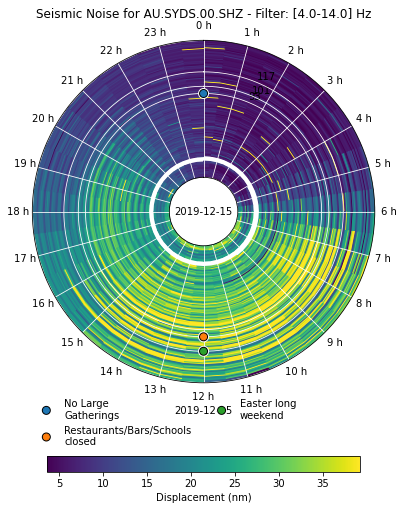 Seismic Noise for AU.SYDS.00.SHZ - Filter: [4.0-14.0] Hz
0 h
23 h
1 h
22 h
2 h
21 h
3 h
117
20 h
4 h
19 h
5 h
18 h
2019-12-15
6 h
17 h
7 h
16 h
8 h
15 h
9 h
14 h
10 h
13 h
11 h
12 h
No Large
Gatherings
Easter long
weekend
Restaurants/Bars/Schools
closed
5 10 15 20 25 30 35
Displacement (nm)